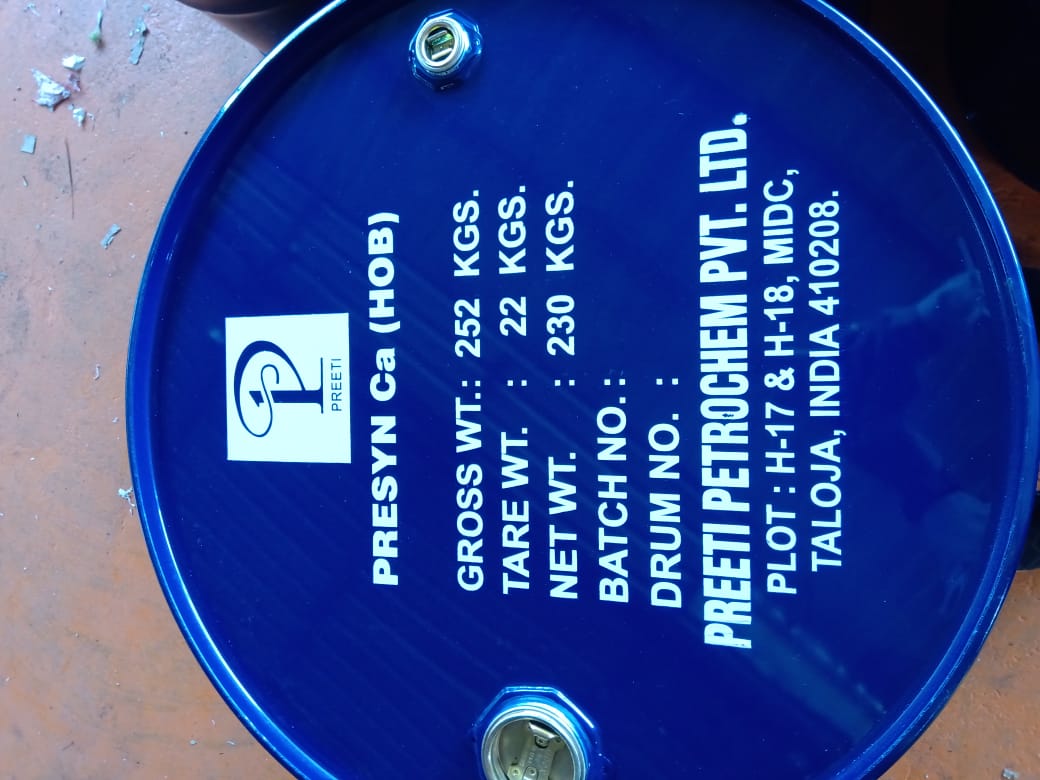 PREETI
PRESYN Ca (HOB)
GROSS WT. : 252 KGS.
TARE WT. : 22 KGS.
NET WT. : 230 KGS.
BATCH NO. :
DRUM NO. :
PREETI PETROCHEM PVT. LTD.
PLOT : H-17 & H-18, MIDC,
TALOJA, INDIA 410208.